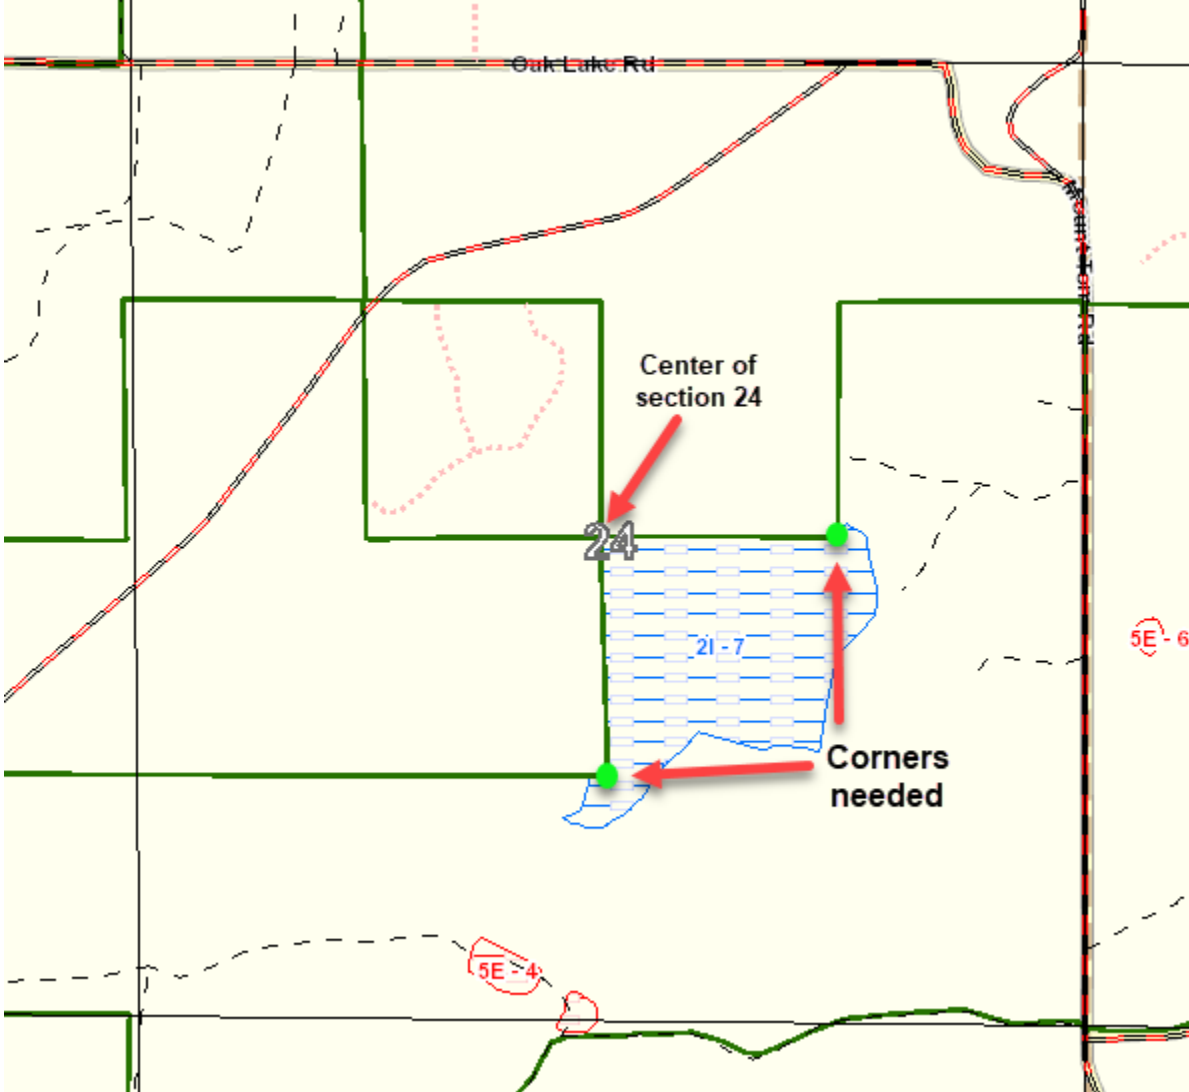 Oak Lake Rd
Center of
section 24
24
2I - 7
5E - 6
Corners
needed
5E - 4